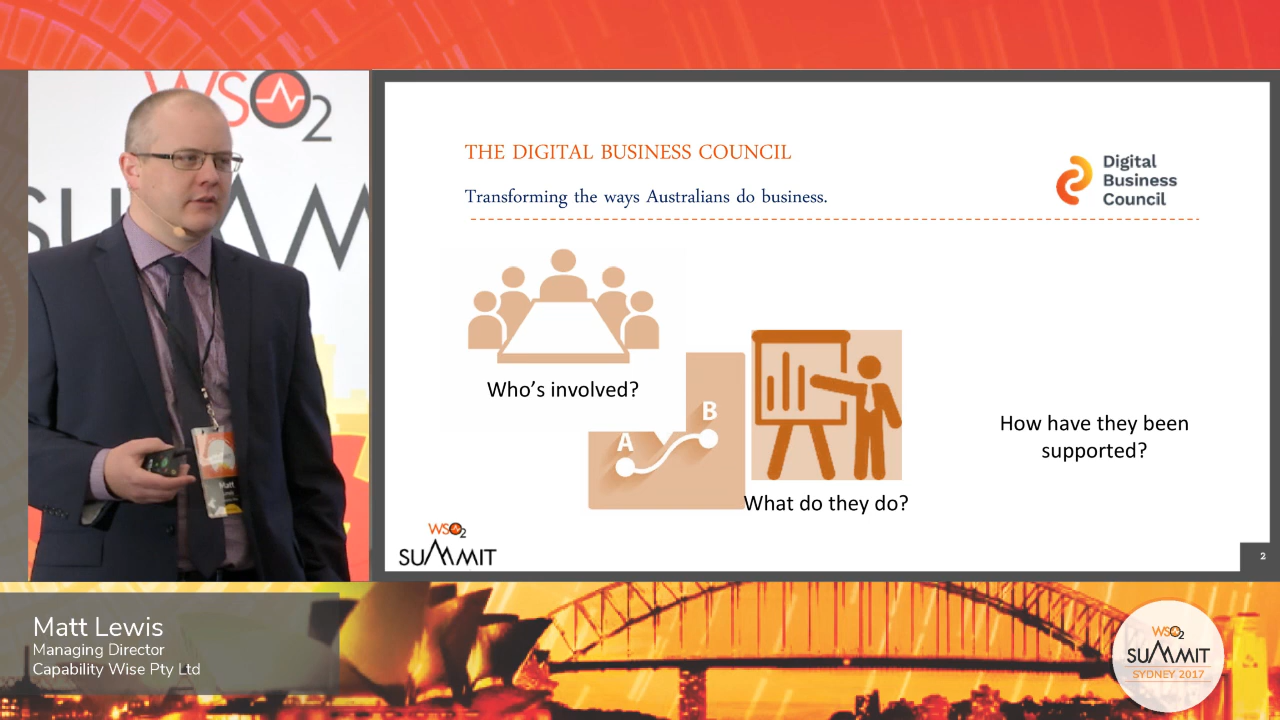 WSO2
SUMM
Matt
THE DIGITAL BUSINESS COUNCIL
Transforming the ways Australians do business.
Digital
Business
Council
Who's involved?
A
B
What do they do?
How have they been
supported?
WSO2
SUMMIT
2
Matt Lewis
Managing Director
Capability Wise Pty Ltd
WSO2
SUMMIT
SYDNEY 2017